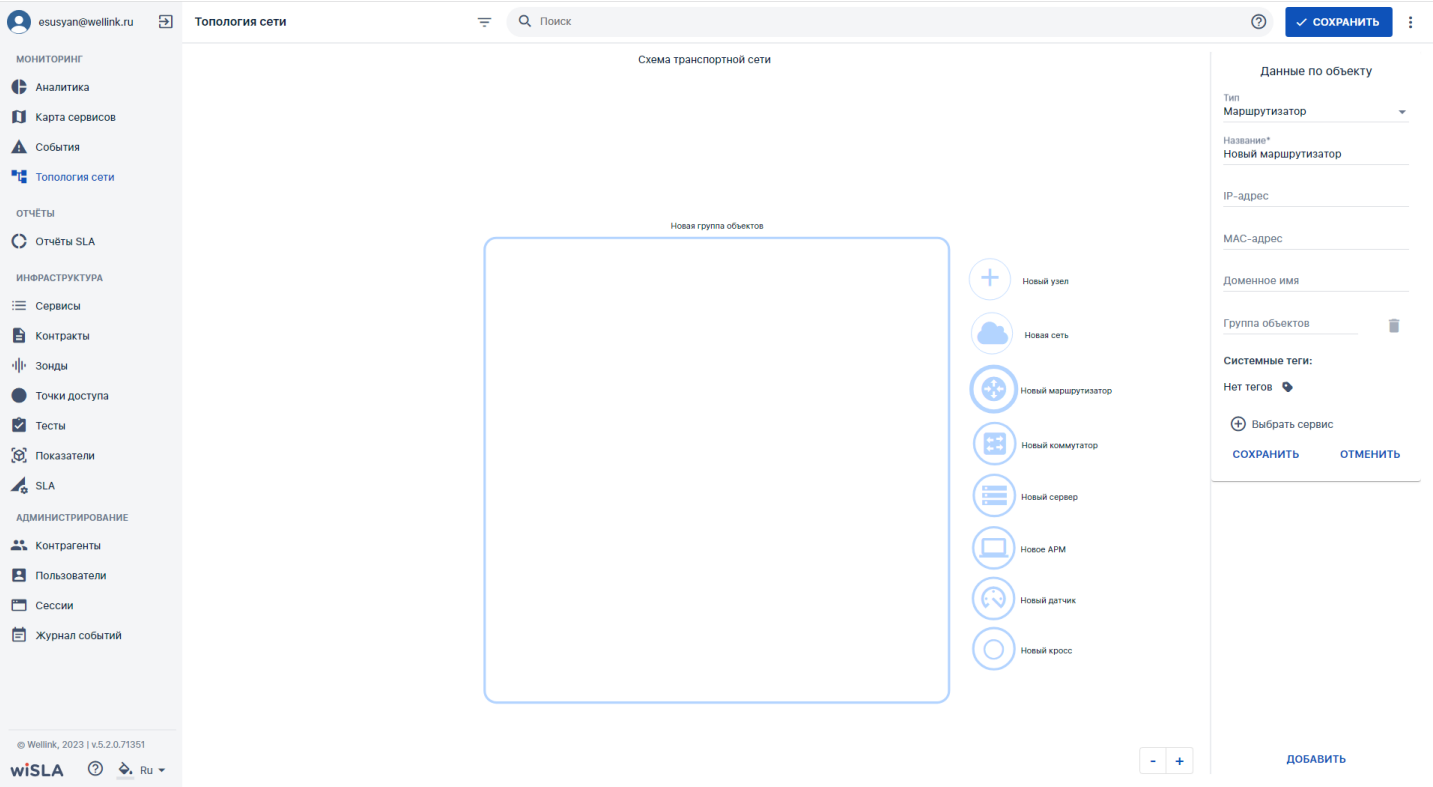 esusyan@wellink.ru
МОНИТОРИНГ
Аналитика
Карта сервисов
События
Топология сети
ОТЧЁТЫ
Отчёты SLA
ИНФРАСТРУКТУРА
Сервисы
Контракты
Зонды
Точки доступа
Тесты
Показатели
SLA
АДМИНИСТРИРОВАНИЕ
Контрагенты
Пользователи
Сессии
Журнал событий
© Wellink, 2023 | v.5.2.0.71351
wiSLA
Ru
Топология сети
Поиск
СОХРАНИТЬ
Схема транспортной сети
Новая группа объектов
Новый узел
Новая сеть
Новый маршрутизатор
Новый коммутатор
Новый сервер
Новое АРМ
Новый датчик
Новый кросс
- +
Данные по объекту
Тип
Маршрутизатор
Название*
Новый маршрутизатор
IP-адрес
MAC-адрес
Доменное имя
Группа объектов
Системные теги:
Нет тегов
Выбрать сервис
СОХРАНИТЬ ОТМЕНИТЬ
ДОБАВИТЬ